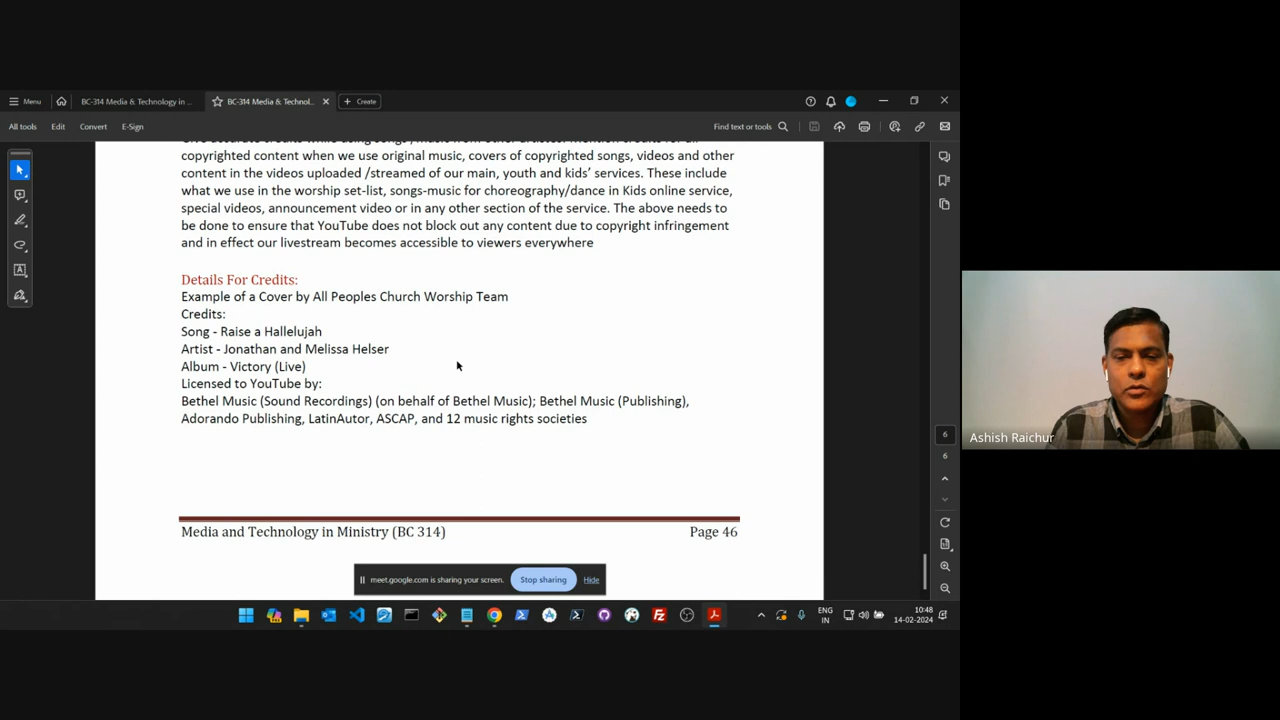 Menu
BC-314 Media & Technology in ...
BC-314 Media & Technol...
Create
All tools
Edit
Convert
E-Sign
Find text or tools
copyrighted content when we use original music, covers of copyrighted songs, videos and other
content in the videos uploaded /streamed of our main, youth and kids’ services. These include
what we use in the worship set-list, songs-music for choreography/dance in Kids online service,
special videos, announcement video or in any other section of the service. The above needs to
be done to ensure that YouTube does not block out any content due to copyright infringement
and in effect our livestream becomes accessible to viewers everywhere
Details For Credits:
Example of a Cover by All Peoples Church Worship Team
Credits:
Song - Raise a Hallelujah
Artist - Jonathan and Melissa Helser
Album - Victory (Live)
Licensed to YouTube by:
Bethel Music (Sound Recordings) (on behalf of Bethel Music); Bethel Music (Publishing),
Adorando Publishing, LatinAutor, ASCAP, and 12 music rights societies
6
6
Media and Technology in Ministry (BC 314)
Page 46
meet.google.com is sharing your screen.
Stop sharing
Hide
ENG
IN
10:48
14-02-2024
Ashish Raichur